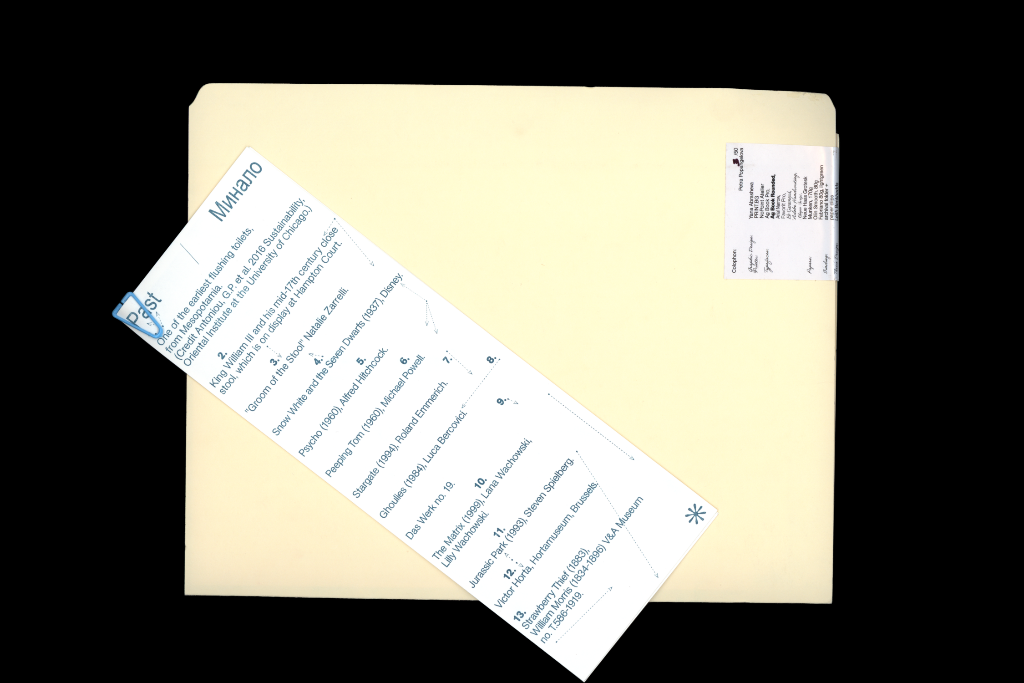 Past
Минало
One of the earliest flushing toilets,
from Mesopotamia.
(Credit Antoniou, G.P. et al. 2016 Sustainability,
Oriental Institute at the University of Chicago.)
2.
King William III and his mid-17th century close
stool, which is on display at Hampton Court.
3.
"Groom of the Stool" Natalie Zarrelli.
4.
Snow White and the Seven Dwarfs (1937), Disney.
5.
Psycho (1960), Alfred Hitchcock.
6.
Peeping Tom (1960), Michael Powell.
7.
Stargate (1994), Roland Emmerich.
8.
Ghoulies (1984), Luca Bercovici.
9.
Das Werk no. 19.
10.
The Matrix (1999), Lana Wachowski,
Lilly Wachowski.
11.
Jurassic Park (1993), Steven Spielberg.
12.
Victor Horta, Hortamuseum, Brussels.
13.
Strawberry Thief (1883),
William Morris (1834-1896) V&A Museum
no. T.586-1919.
Colophon
/50
Ag Book Rounded,